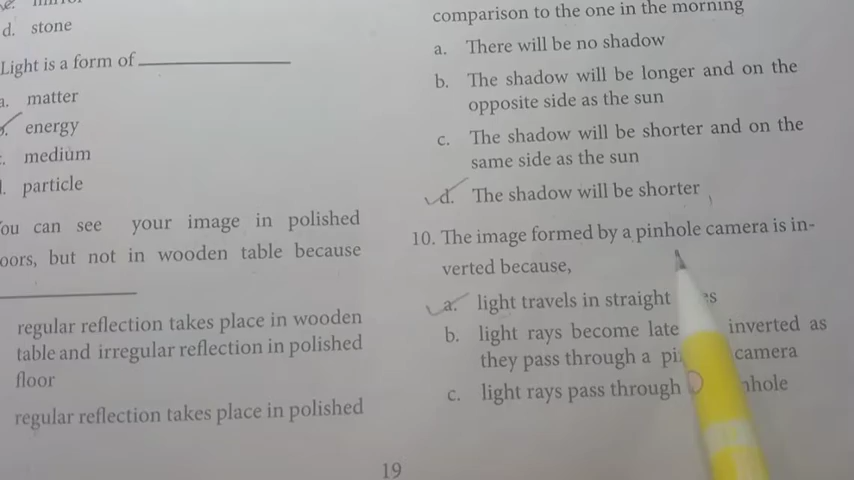 d. stone
Light is a form of
matter
energy
medium
particle
You can see your image in polished
but not in wooden table because
regular reflection takes place in wooden
table and irregular reflection in polished
floor
regular reflection takes place in polished
comparison to the one in the morning
a. There will be no shadow
b. The shadow will be longer and on the
opposite side as the sun
c. The shadow will be shorter and on the
same side as the sun
d. The shadow will be shorter
10. The image formed by a pinhole camera is in-
verted because,
a. light travels in straight
b. light rays become inverted as
they pass through a camera
c. light rays pass through
19